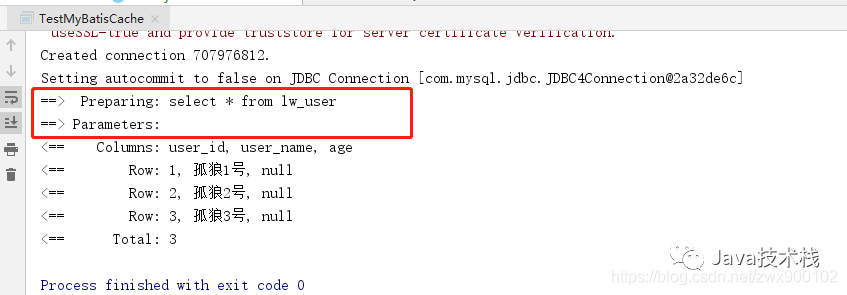 TestMyBatisCache ×
useSSL=true and provide truststore for server certificate verification.
Created connection 707976812.
Setting autocommit to false on JDBC Connection [com.mysql.jdbc.JDBC4Connection@2a32de6c]
==> Preparing: select * from lw_user
==> Parameters:
<== Columns: user_id, user_name, age
<== Row: 1, 孤狼1号, null
<== Row: 2, 孤狼2号, null
<== Row: 3, 孤狼3号, null
<== Total: 3
Java技术栈
https://blog.csdn.net/zwx900102
Process finished with exit code 0